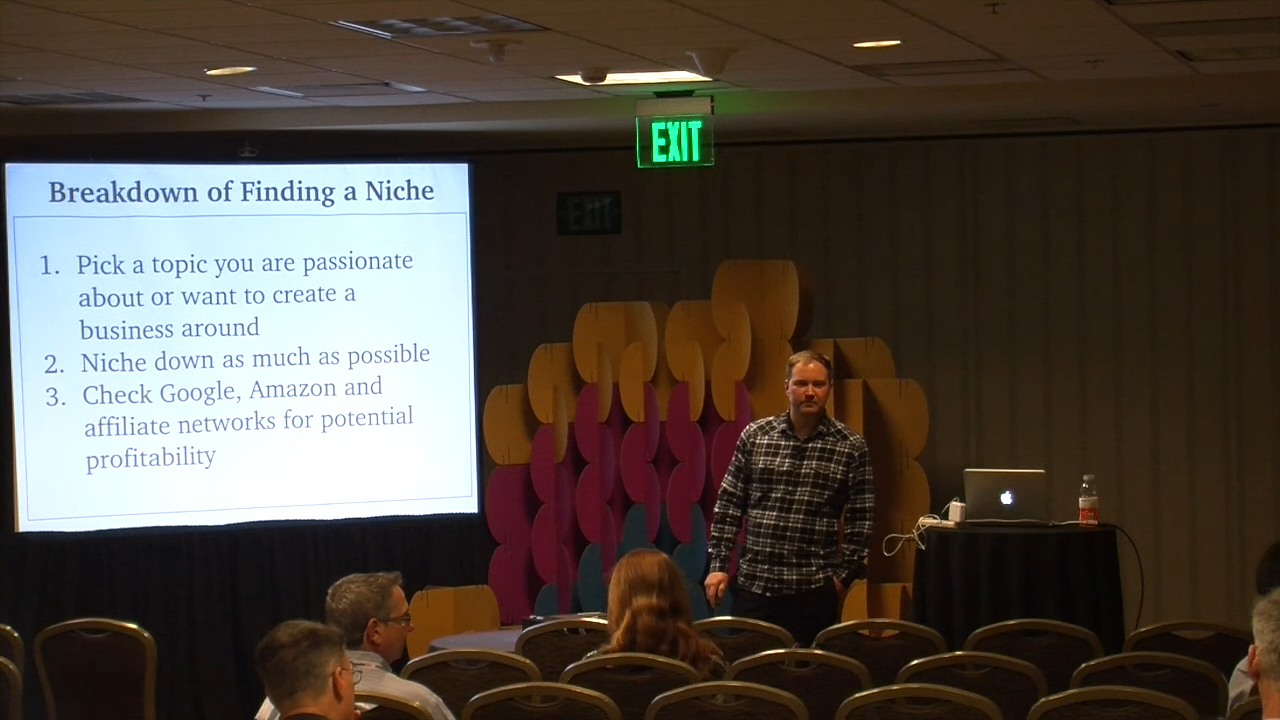 EXIT
EXIT
Breakdown of Finding a Niche
1. Pick a topic you are passionate
about or want to create a
business around
2. Niche down as much as possible
3. Check Google, Amazon and
affiliate networks for potential
profitability